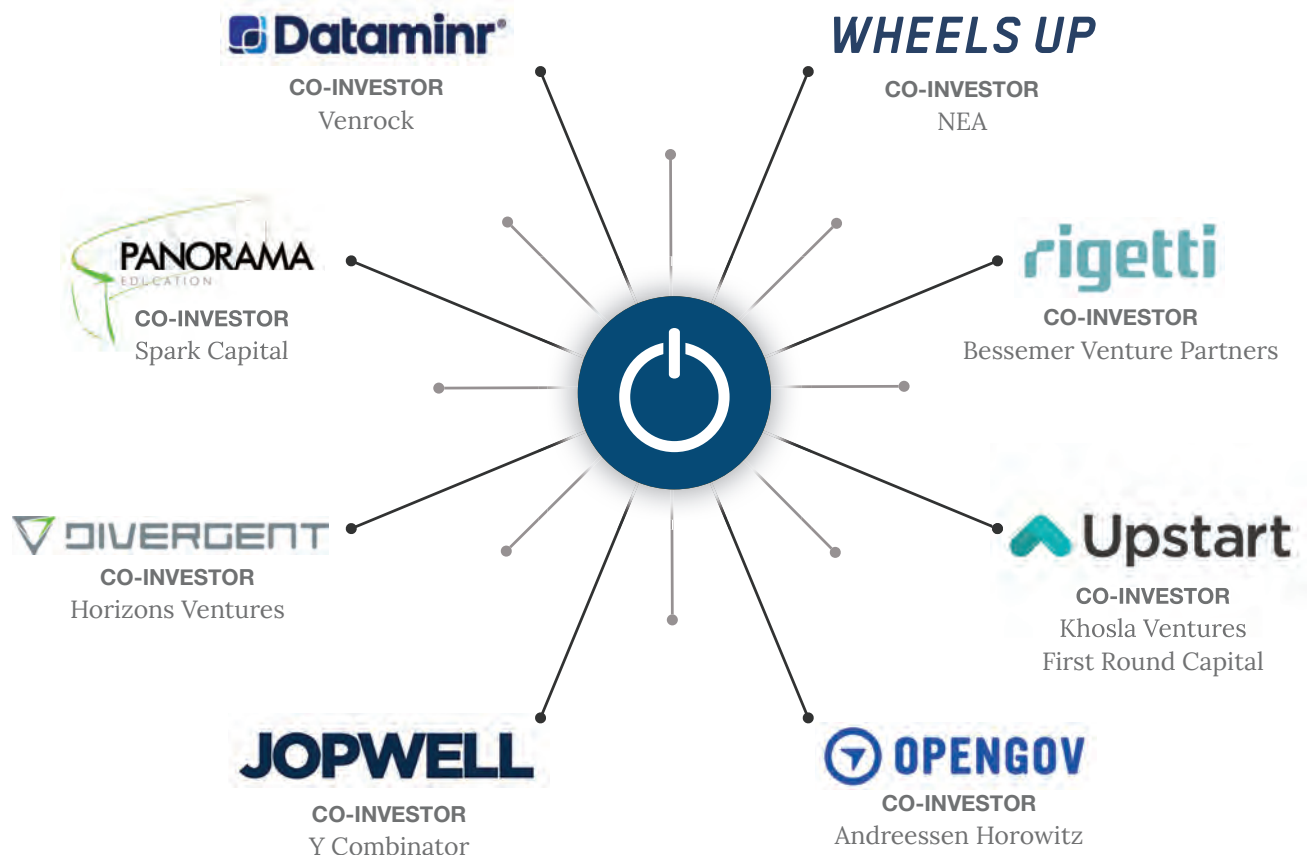 Dataminr®
CO-INVESTOR
Venrock
WHEELS UP
CO-INVESTOR
NEA
PANORAMA
EDUCATION
CO-INVESTOR
Spark Capital
rigetti
CO-INVESTOR
Bessemer Venture Partners
DIVERGENT
CO-INVESTOR
Horizons Ventures
Upstart
CO-INVESTOR
Khosla Ventures
First Round Capital
JOPWELL
CO-INVESTOR
Y Combinator
OPENGOV
CO-INVESTOR
Andreessen Horowitz